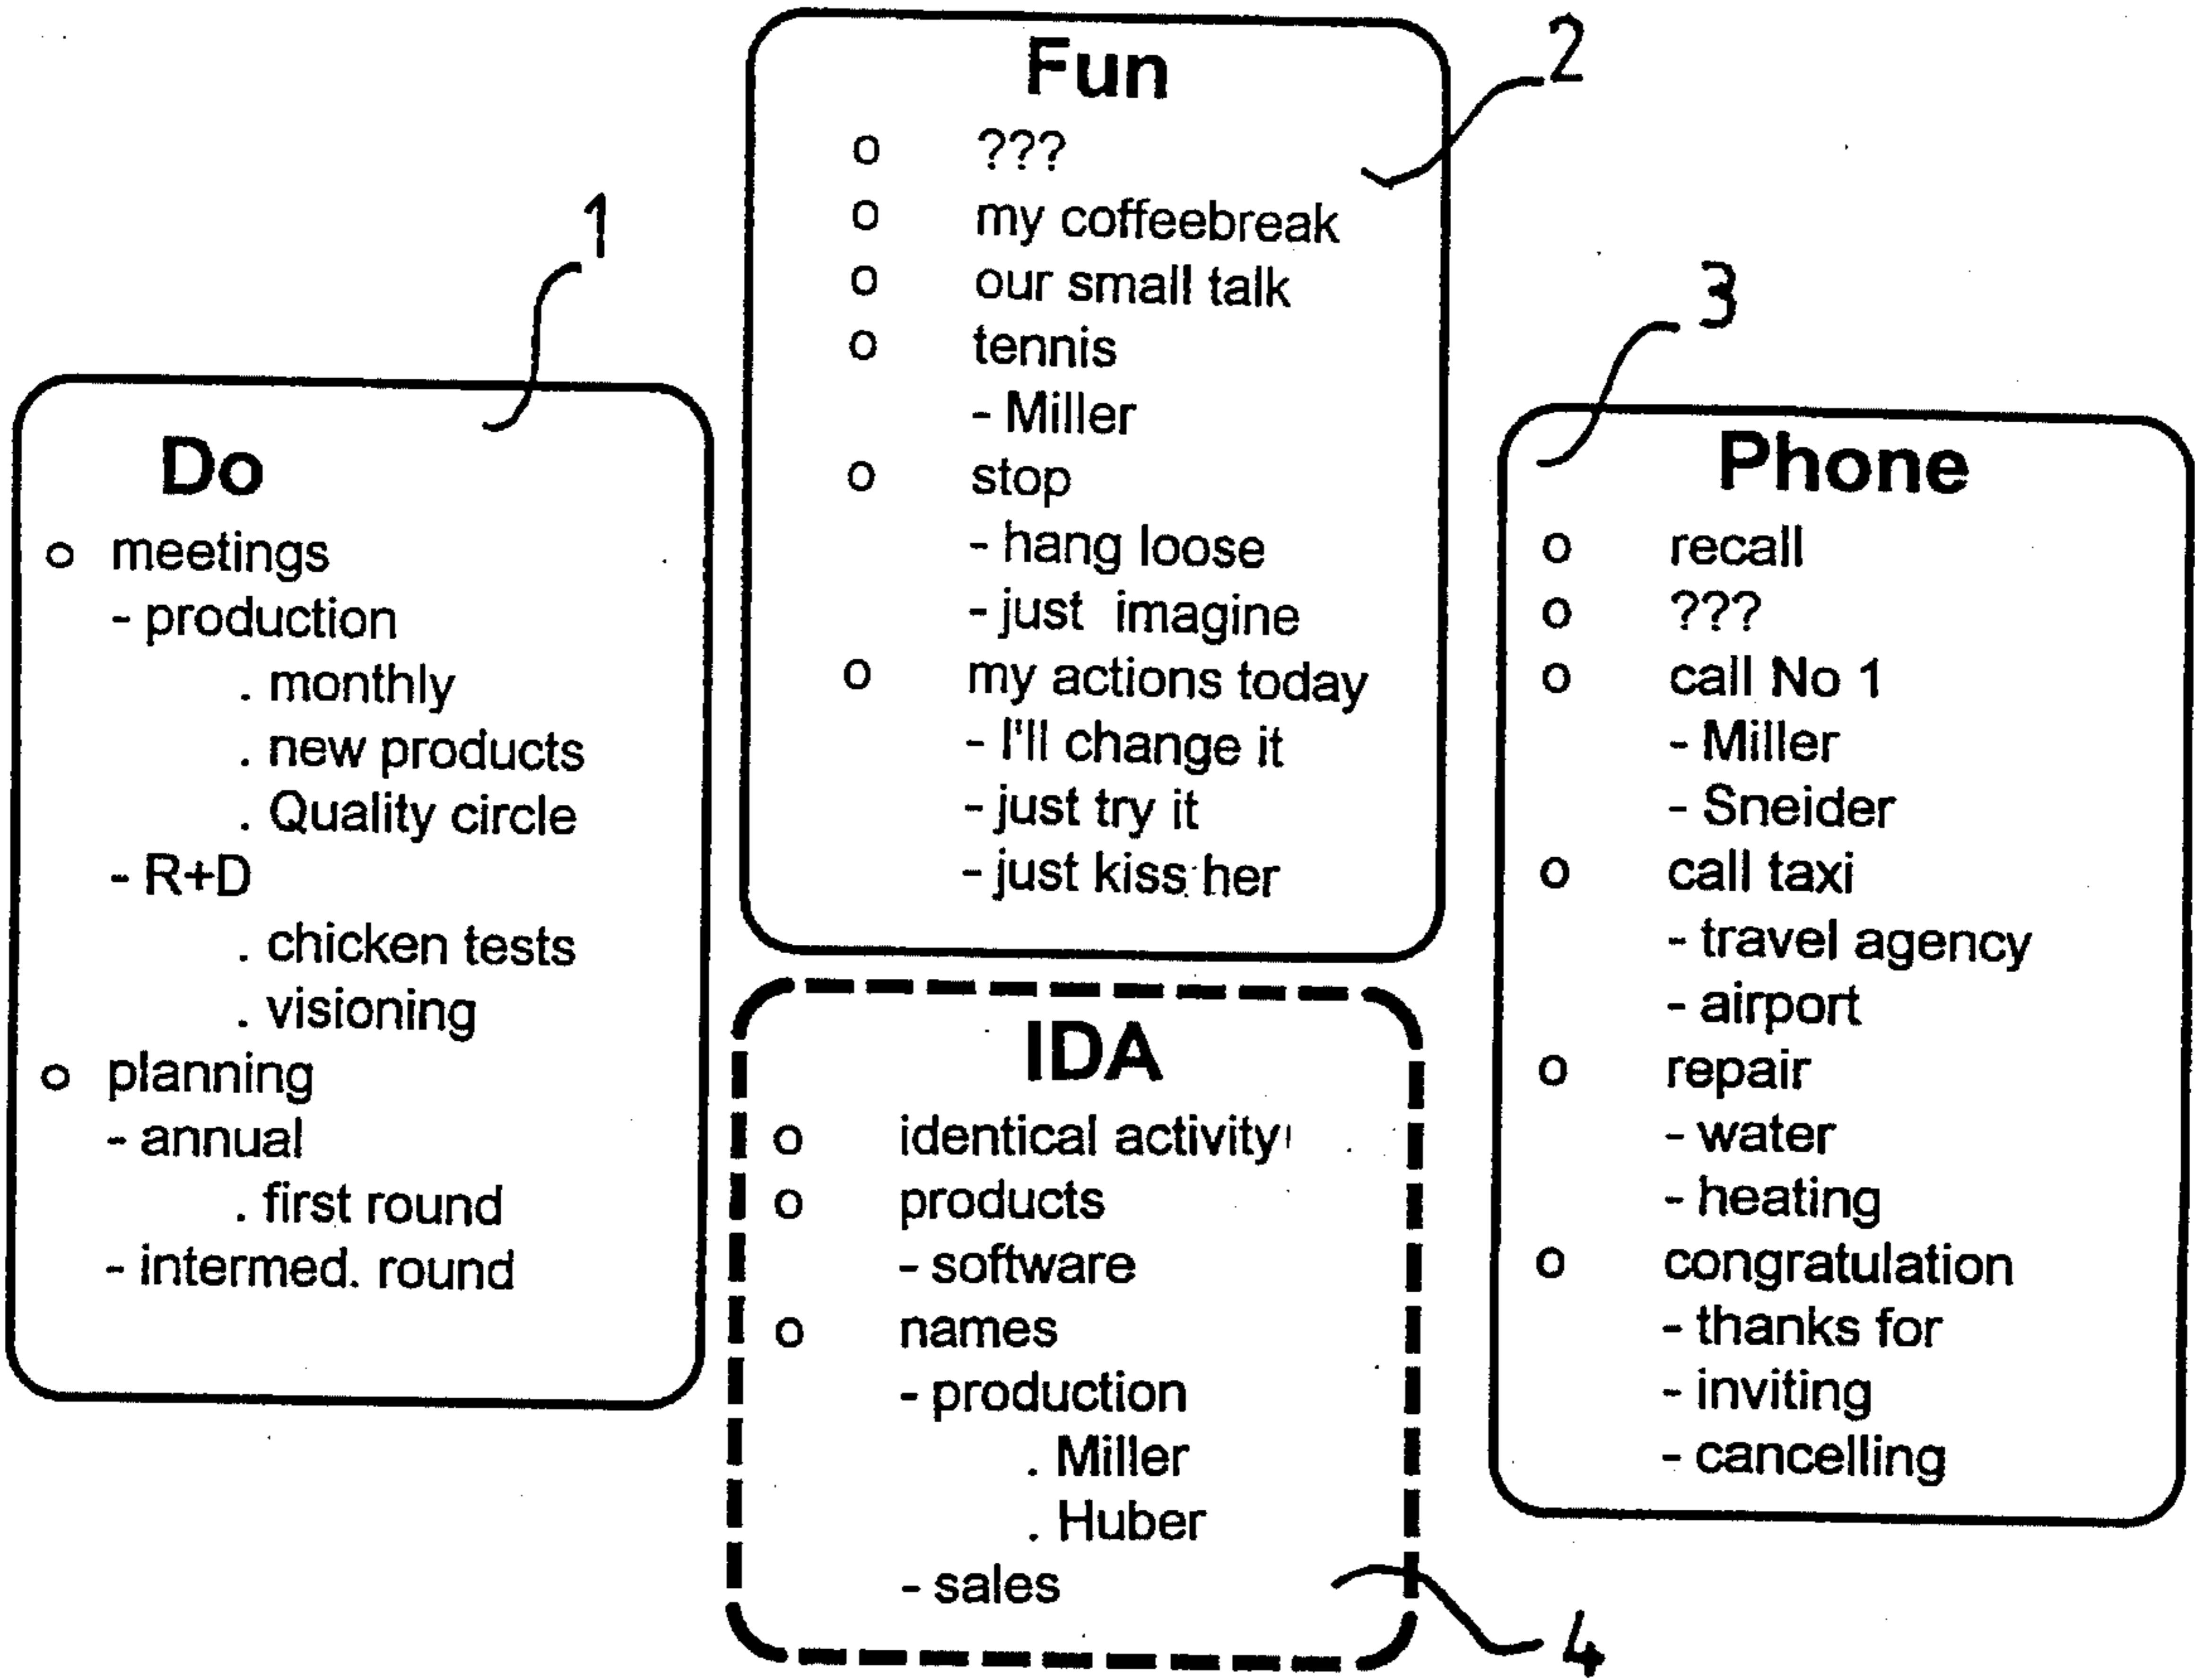 1
Do
o meetings
- production
. monthly
. new products
. Quality circle
- R+D
. chicken tests
. visioning
o planning
- annual
. first round
- intermed. round
2
Fun
o ???
o my coffeebreak
o our small talk
o tennis
- Miller
o stop
- hang loose
- just imagine
o my actions today
- I'll change it
- just try it
- just kiss her
3
Phone
o recall
o ???
o call No 1
- Miller
- Sneider
o call taxi
- travel agency
- airport
o repair
- water
- heating
o congratulation
- thanks for
- inviting
- cancelling
IDA
o identical activity
o products
- software
o names
- production
. Miller
. Huber
- sales
4